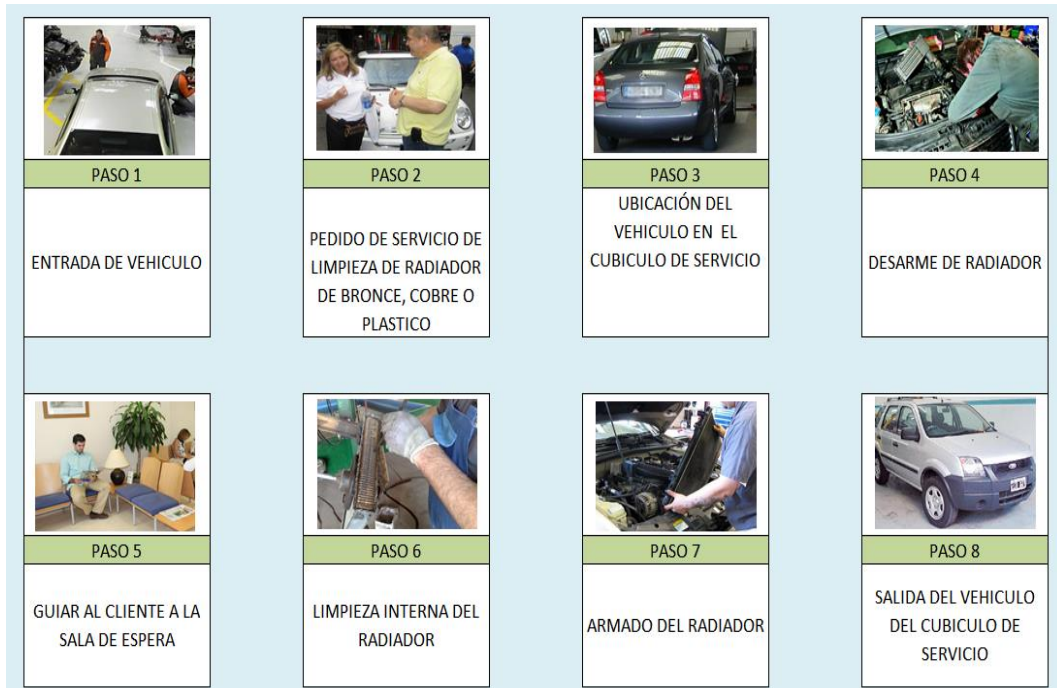 PASO 1
ENTRADA DE VEHICULO
PASO 2
PEDIDO DE SERVICIO DE
LIMPIEZA DE RADIADOR
DE BRONCE, COBRE O
PLASTICO
PASO 3
UBICACIÓN DEL
VEHICULO EN EL
CUBICULO DE SERVICIO
PASO 4
DESARME DE RADIADOR
PASO 5
GUIAR AL CLIENTE A LA
SALA DE ESPERA
PASO 6
LIMPIEZA INTERNA DEL
RADIADOR
PASO 7
ARMADO DEL RADIADOR
PASO 8
SALIDA DEL VEHICULO
DEL CUBICULO DE
SERVICIO